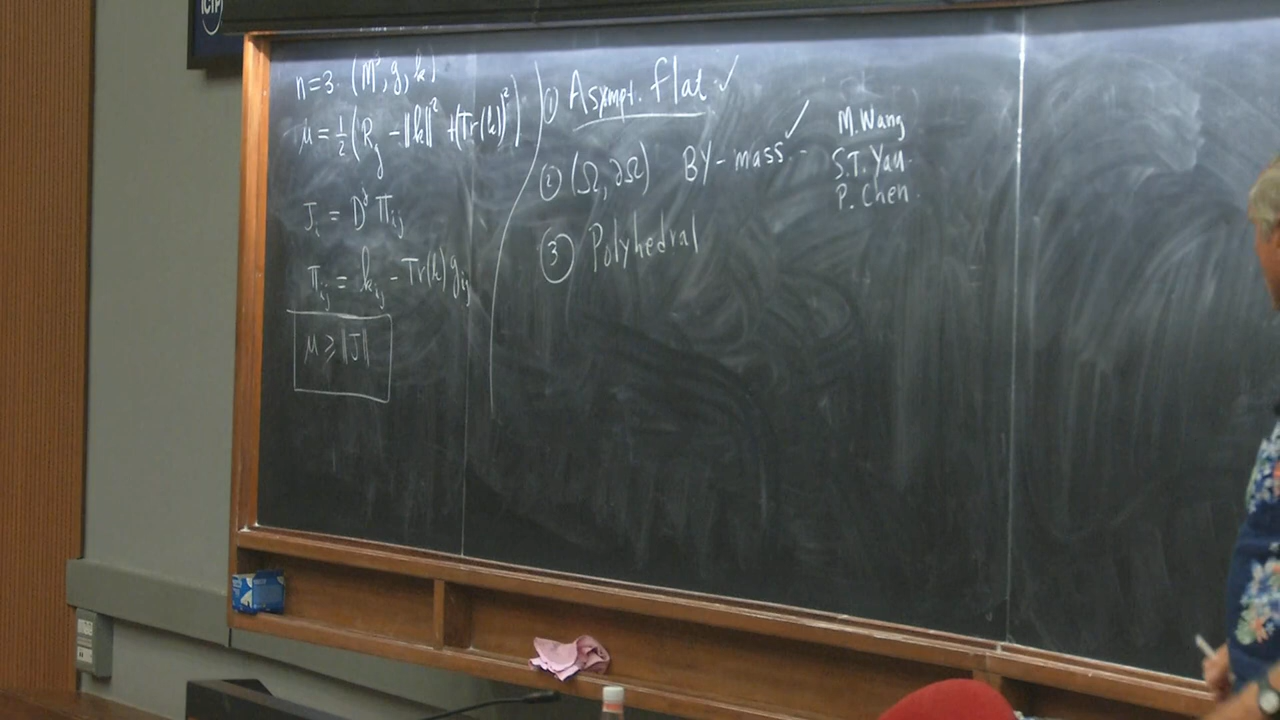 ICTP
n=3. (M³, g, k)
μ = ½(R_g - ‖k‖² + (Tr(k))²)
J_i = D^j π_ij
π_ij = k_ij - Tr(k) g_ij
μ ≥ ‖J‖
① Asympt. flat. ✓
② (Ω, ∂Ω) BY-mass. ✓ -
M. Wang
S.T. Yau.
P. Chen.
③ Polyhedral